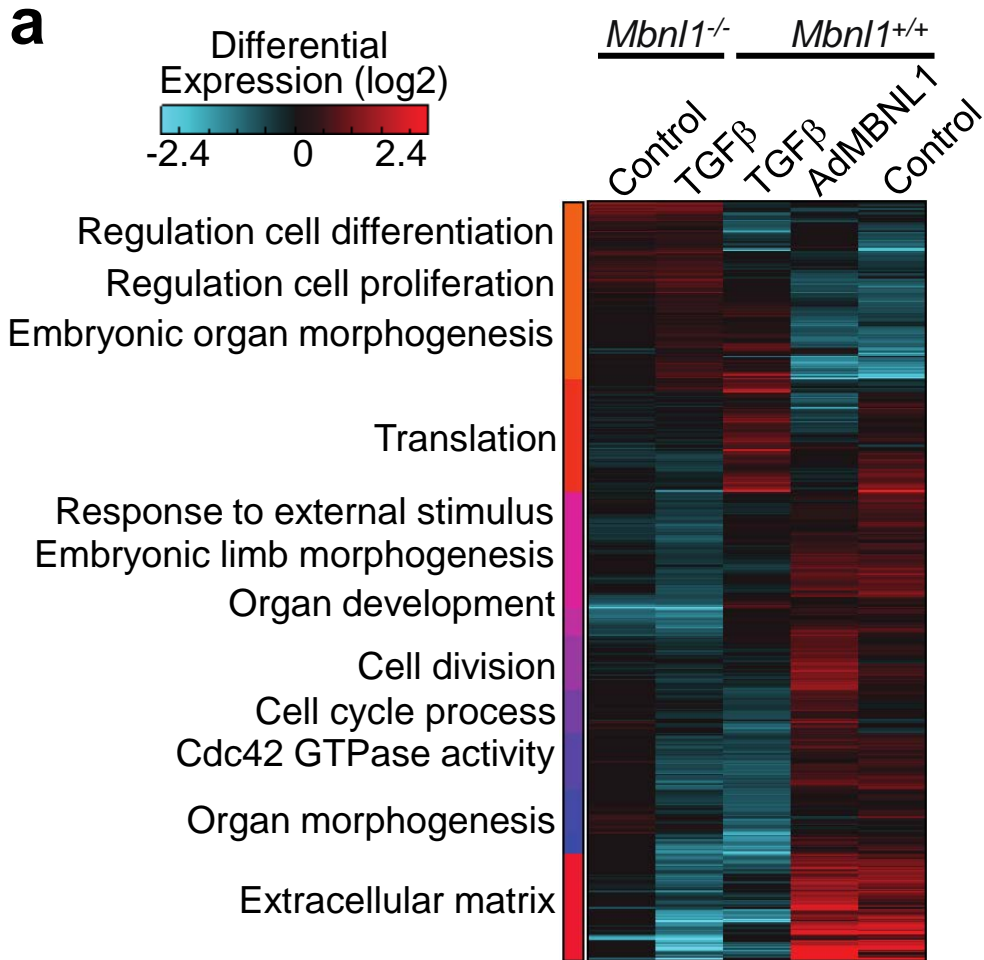 a
Differential
Expression (log2)
-2.4 0 2.4
Mbnl1-/- Mbnl1+/+
Control TGFβ TGFβ AdMBNL1 Control
Regulation cell differentiation
Regulation cell proliferation
Embryonic organ morphogenesis
Translation
Response to external stimulus
Embryonic limb morphogenesis
Organ development
Cell division
Cell cycle process
Cdc42 GTPase activity
Organ morphogenesis
Extracellular matrix